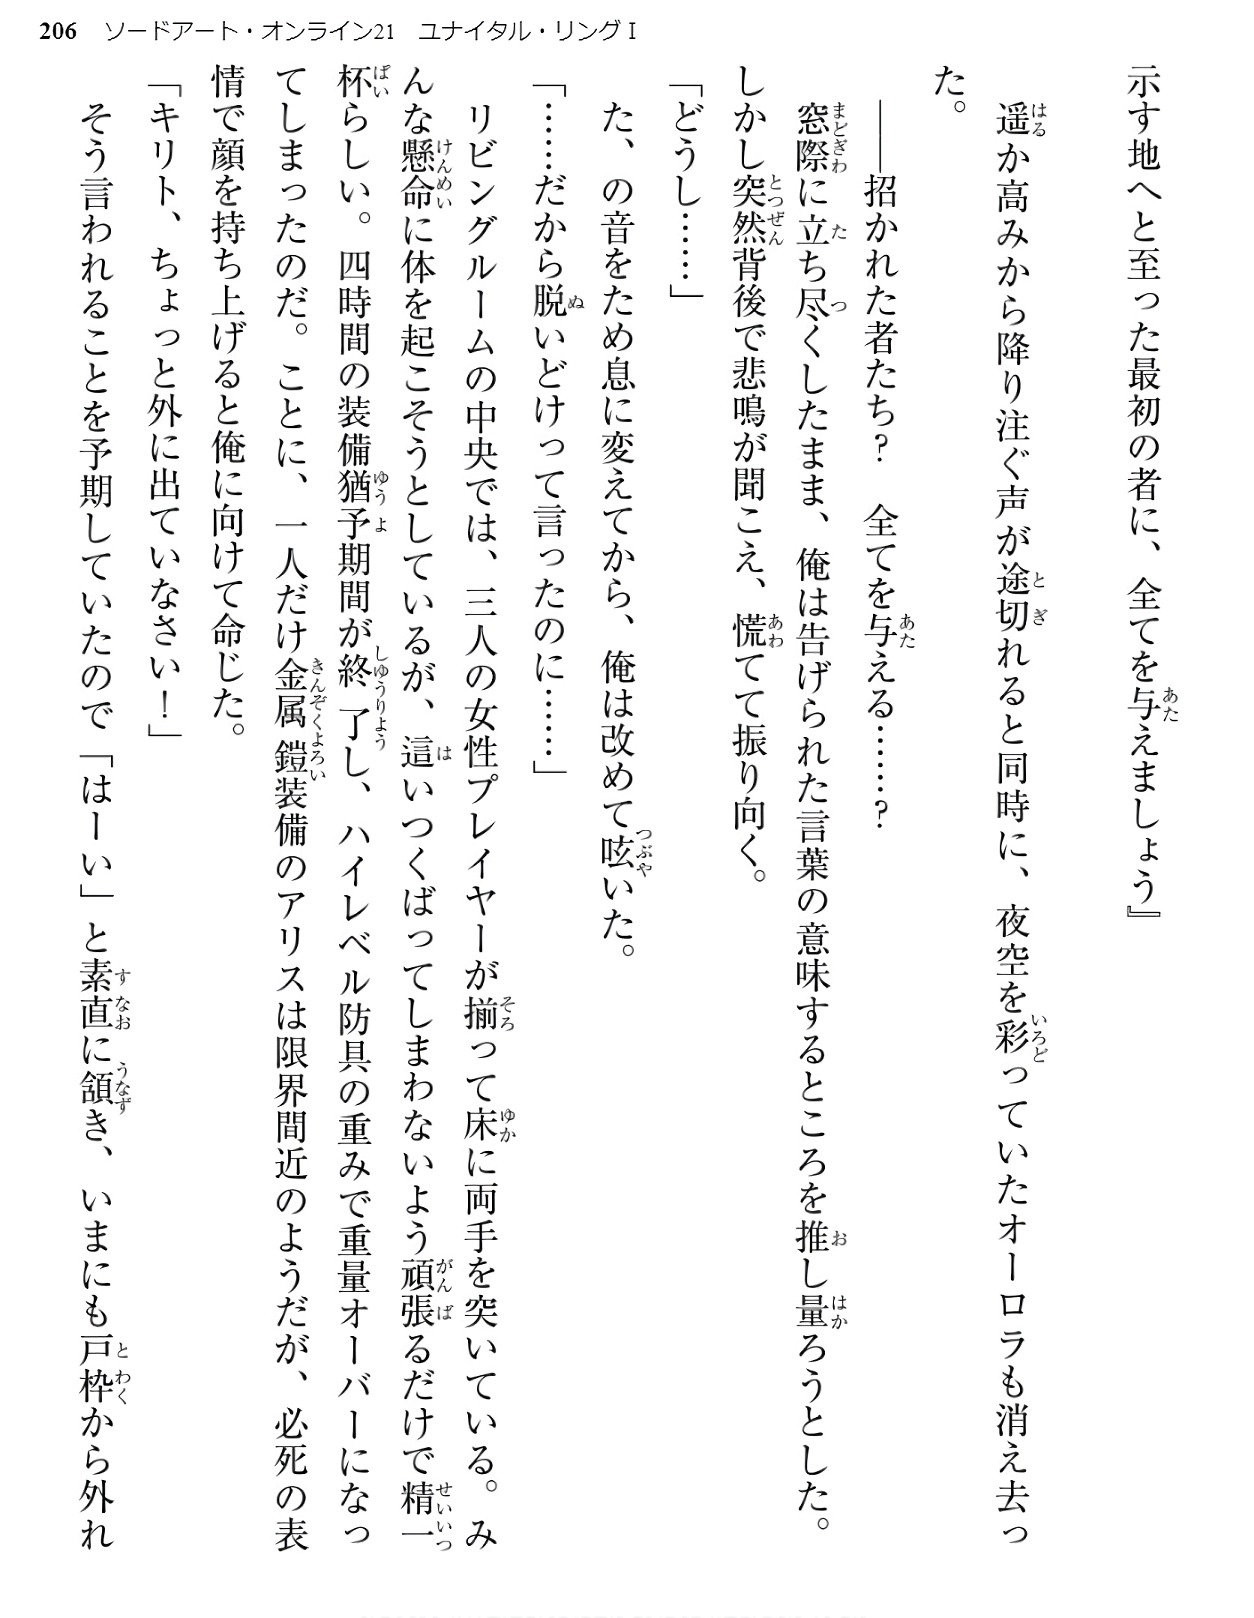 206 ソードアート・オンライン21 ユナイタル・リングⅠ
示す地へと至った最初の者に、全てを与えましょう』
　遥か高みから降り注ぐ声が途切れると同時に、夜空を彩っていたオーロラも消え去っ
た。
　――招かれた者たち？　全てを与える……？
　窓際に立ち尽くしたまま、俺は告げられた言葉の意味するところを推し量ろうとした。
しかし突然背後で悲鳴が聞こえ、慌てて振り向く。
「どうし……」
　た、の音をため息に変えてから、俺は改めて呟いた。
「……だから脱いどけって言ったのに……」
　リビングルームの中央では、三人の女性プレイヤーが揃って床に両手を突いている。み
んな懸命に体を起こそうとしているが、這いつくばってしまわないよう頑張るだけで精一
杯らしい。四時間の装備猶予期間が終了し、ハイレベル防具の重みで重量オーバーになっ
てしまったのだ。ことに、一人だけ金属鎧装備のアリスは限界間近のようだが、必死の表
情で顔を持ち上げると俺に向けて命じた。
「キリト、ちょっと外に出ていなさい！」
　そう言われることを予期していたので「はーい」と素直に頷き、いまにも戸枠から外れ